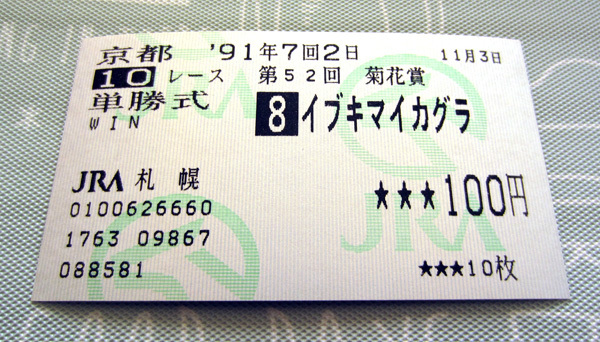 京都 '91年7回2日 11月3日
10 レース 第52回 菊花賞
単勝式
WIN
8 イブキマイカグラ
JRA 札幌
★★★100円
0100626660
1763 09867
088581
★★★10枚